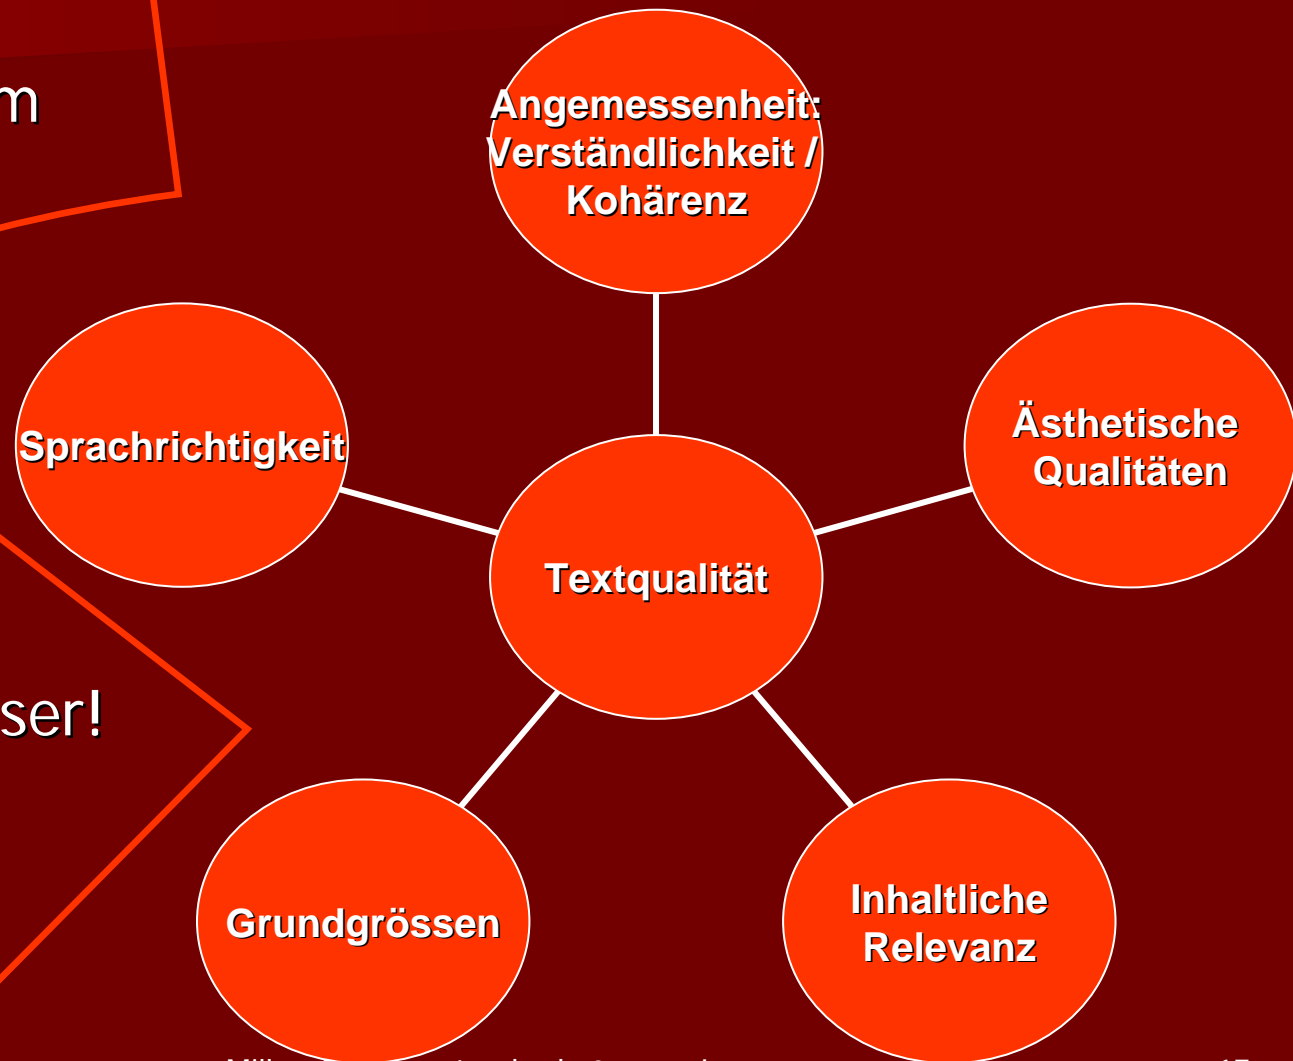 m
Angemessenheit:
Verständlichkeit /
Kohärenz
Sprachrichtigkeit
Ästhetische
Qualitäten
Textqualität
ser!
Grundgrössen
Inhaltliche
Relevanz